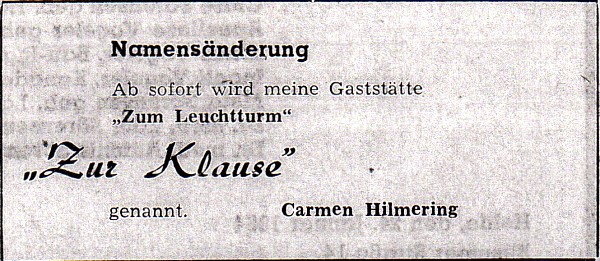 Namensänderung
Ab sofort wird meine Gaststätte
„Zum Leuchtturm“
„Zur Klause”
genannt. Carmen Hilmering